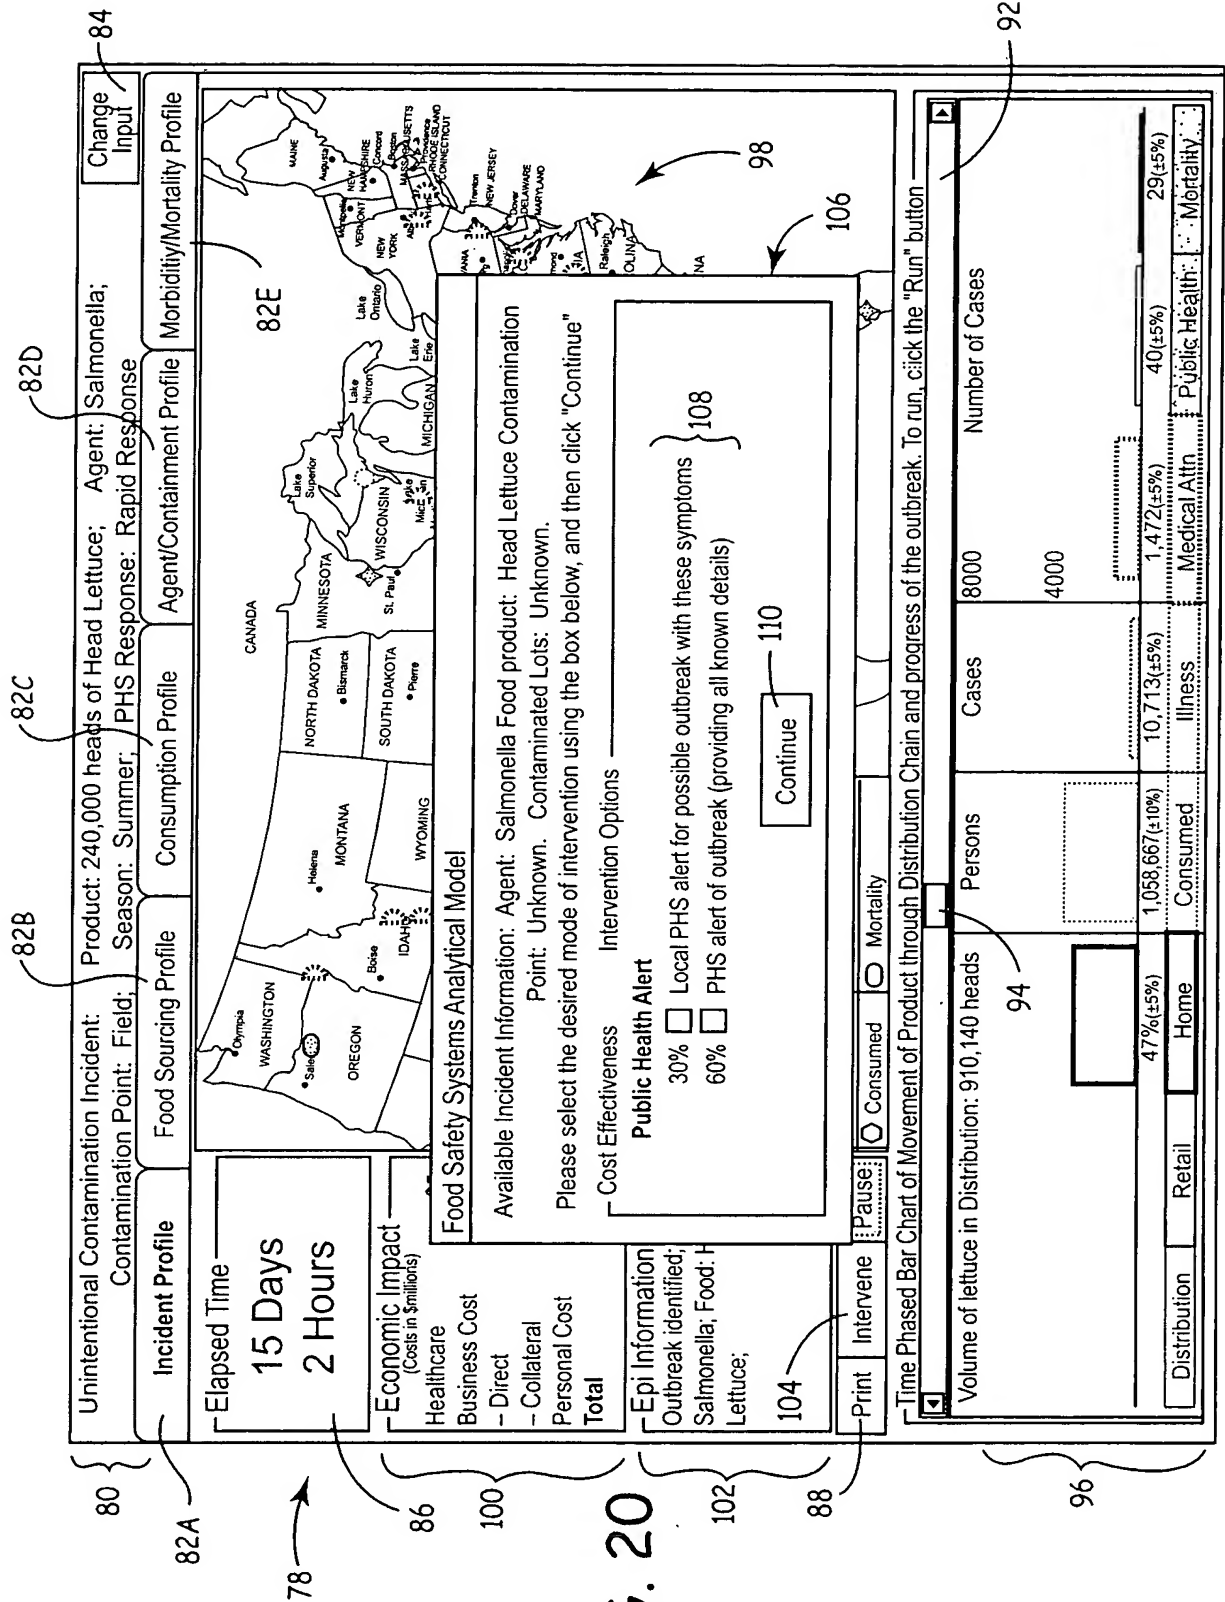 Unintentional Contamination Incident: Product: 240,000 heads of Head Lettuce; Agent: Salmonella;
Contamination Point: Field; Season: Summer; PHS Response: Rapid Response
Change
Input
Incident Profile
Food Sourcing Profile
Consumption Profile
Agent/Containment Profile
Morbidity/Mortality Profile
80
82A
82B
82C
82D
82E
84
78
Elapsed Time
15 Days
2 Hours
86
Economic Impact
(Costs in $millions)
Healthcare
Business Cost
– Direct
– Collateral
Personal Cost
Total
100
Epi Information
Outbreak identified;
Salmonella; Food: H
Lettuce;
102
104
88
Print
Intervene
Pause
CANADA
Olympia
WASHINGTON
Sale
OREGON
Boise
IDAHO
Helena
MONTANA
WYOMING
NORTH DAKOTA
Bismarck
SOUTH DAKOTA
Pierre
MINNESOTA
St. Paul
WISCONSIN
Lake
Superior
MICHIGAN
Lake
Huron
Lake
Erie
Lake
Ontario
NEW
YORK
VERMONT
NEW
HAMPSHIRE
Concord
MAINE
Augusta
Boston
Providence
RHODE ISLAND
CONNECTICUT
Trenton
NEW JERSEY
Dover
DELAWARE
MARYLAND
VANIA
mond
Raleigh
OLINA
NA
98
106
Food Safety Systems Analytical Model
Available Incident Information: Agent: Salmonella Food product: Head Lettuce Contamination
Point: Unknown. Contaminated Lots: Unknown.
Please select the desired mode of intervention using the box below, and then click "Continue"
Cost Effectiveness Intervention Options
Public Health Alert
30% Local PHS alert for possible outbreak with these symptoms
60% PHS alert of outbreak (providing all known details)
108
Continue
110
Consumed
Mortality
Time Phased Bar Chart of Movement of Product through Distribution Chain and progress of the outbreak. To run, click the "Run" button
92
94
96
Volume of lettuce in Distribution: 910,140 heads
Persons
Cases
Number of Cases
8000
4000
47%(±5%)
1,058,667(±10%)
10,713(±5%)
1,472(±5%)
40(±5%)
29(±5%)
Distribution
Retail
Home
Consumed
Illness
Medical Attn
Public Health
Mortality
20